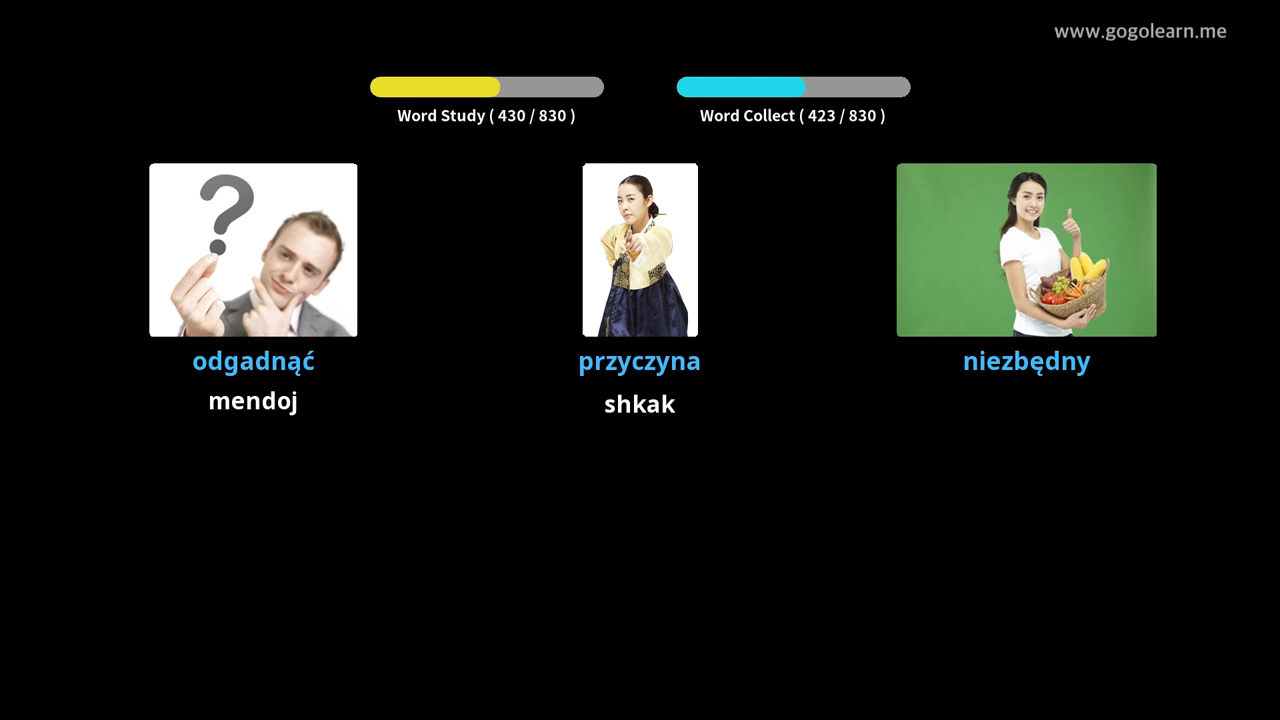 www.gogolearn.me
Word Study ( 430 / 830 )
Word Collect ( 423 / 830 )
odgadnąć
przyczyna
niezbędny
mendoj
shkak